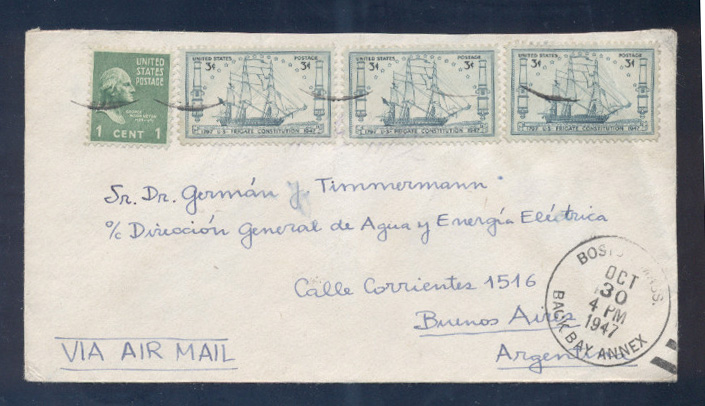 UNITED STATES POSTAGE
1 CENT 1
UNITED STATES POSTAGE
3¢ 3¢
1797 U.S. FRIGATE CONSTITUTION 1947
UNITED STATES POSTAGE
3¢ 3¢
1797 U.S. FRIGATE CONSTITUTION 1947
UNITED STATES POSTAGE
3¢ 3¢
1797 U.S. FRIGATE CONSTITUTION 1947
Sr. Dr. Germán J. Timmermann
c/o Dirección General de Agua y Energía Eléctrica
Calle Corrientes 1516
Buenos Aires
Argentina
VIA AIR MAIL
BOSTON MASS.
OCT
30
4 PM
1947
BACK BAY ANNEX